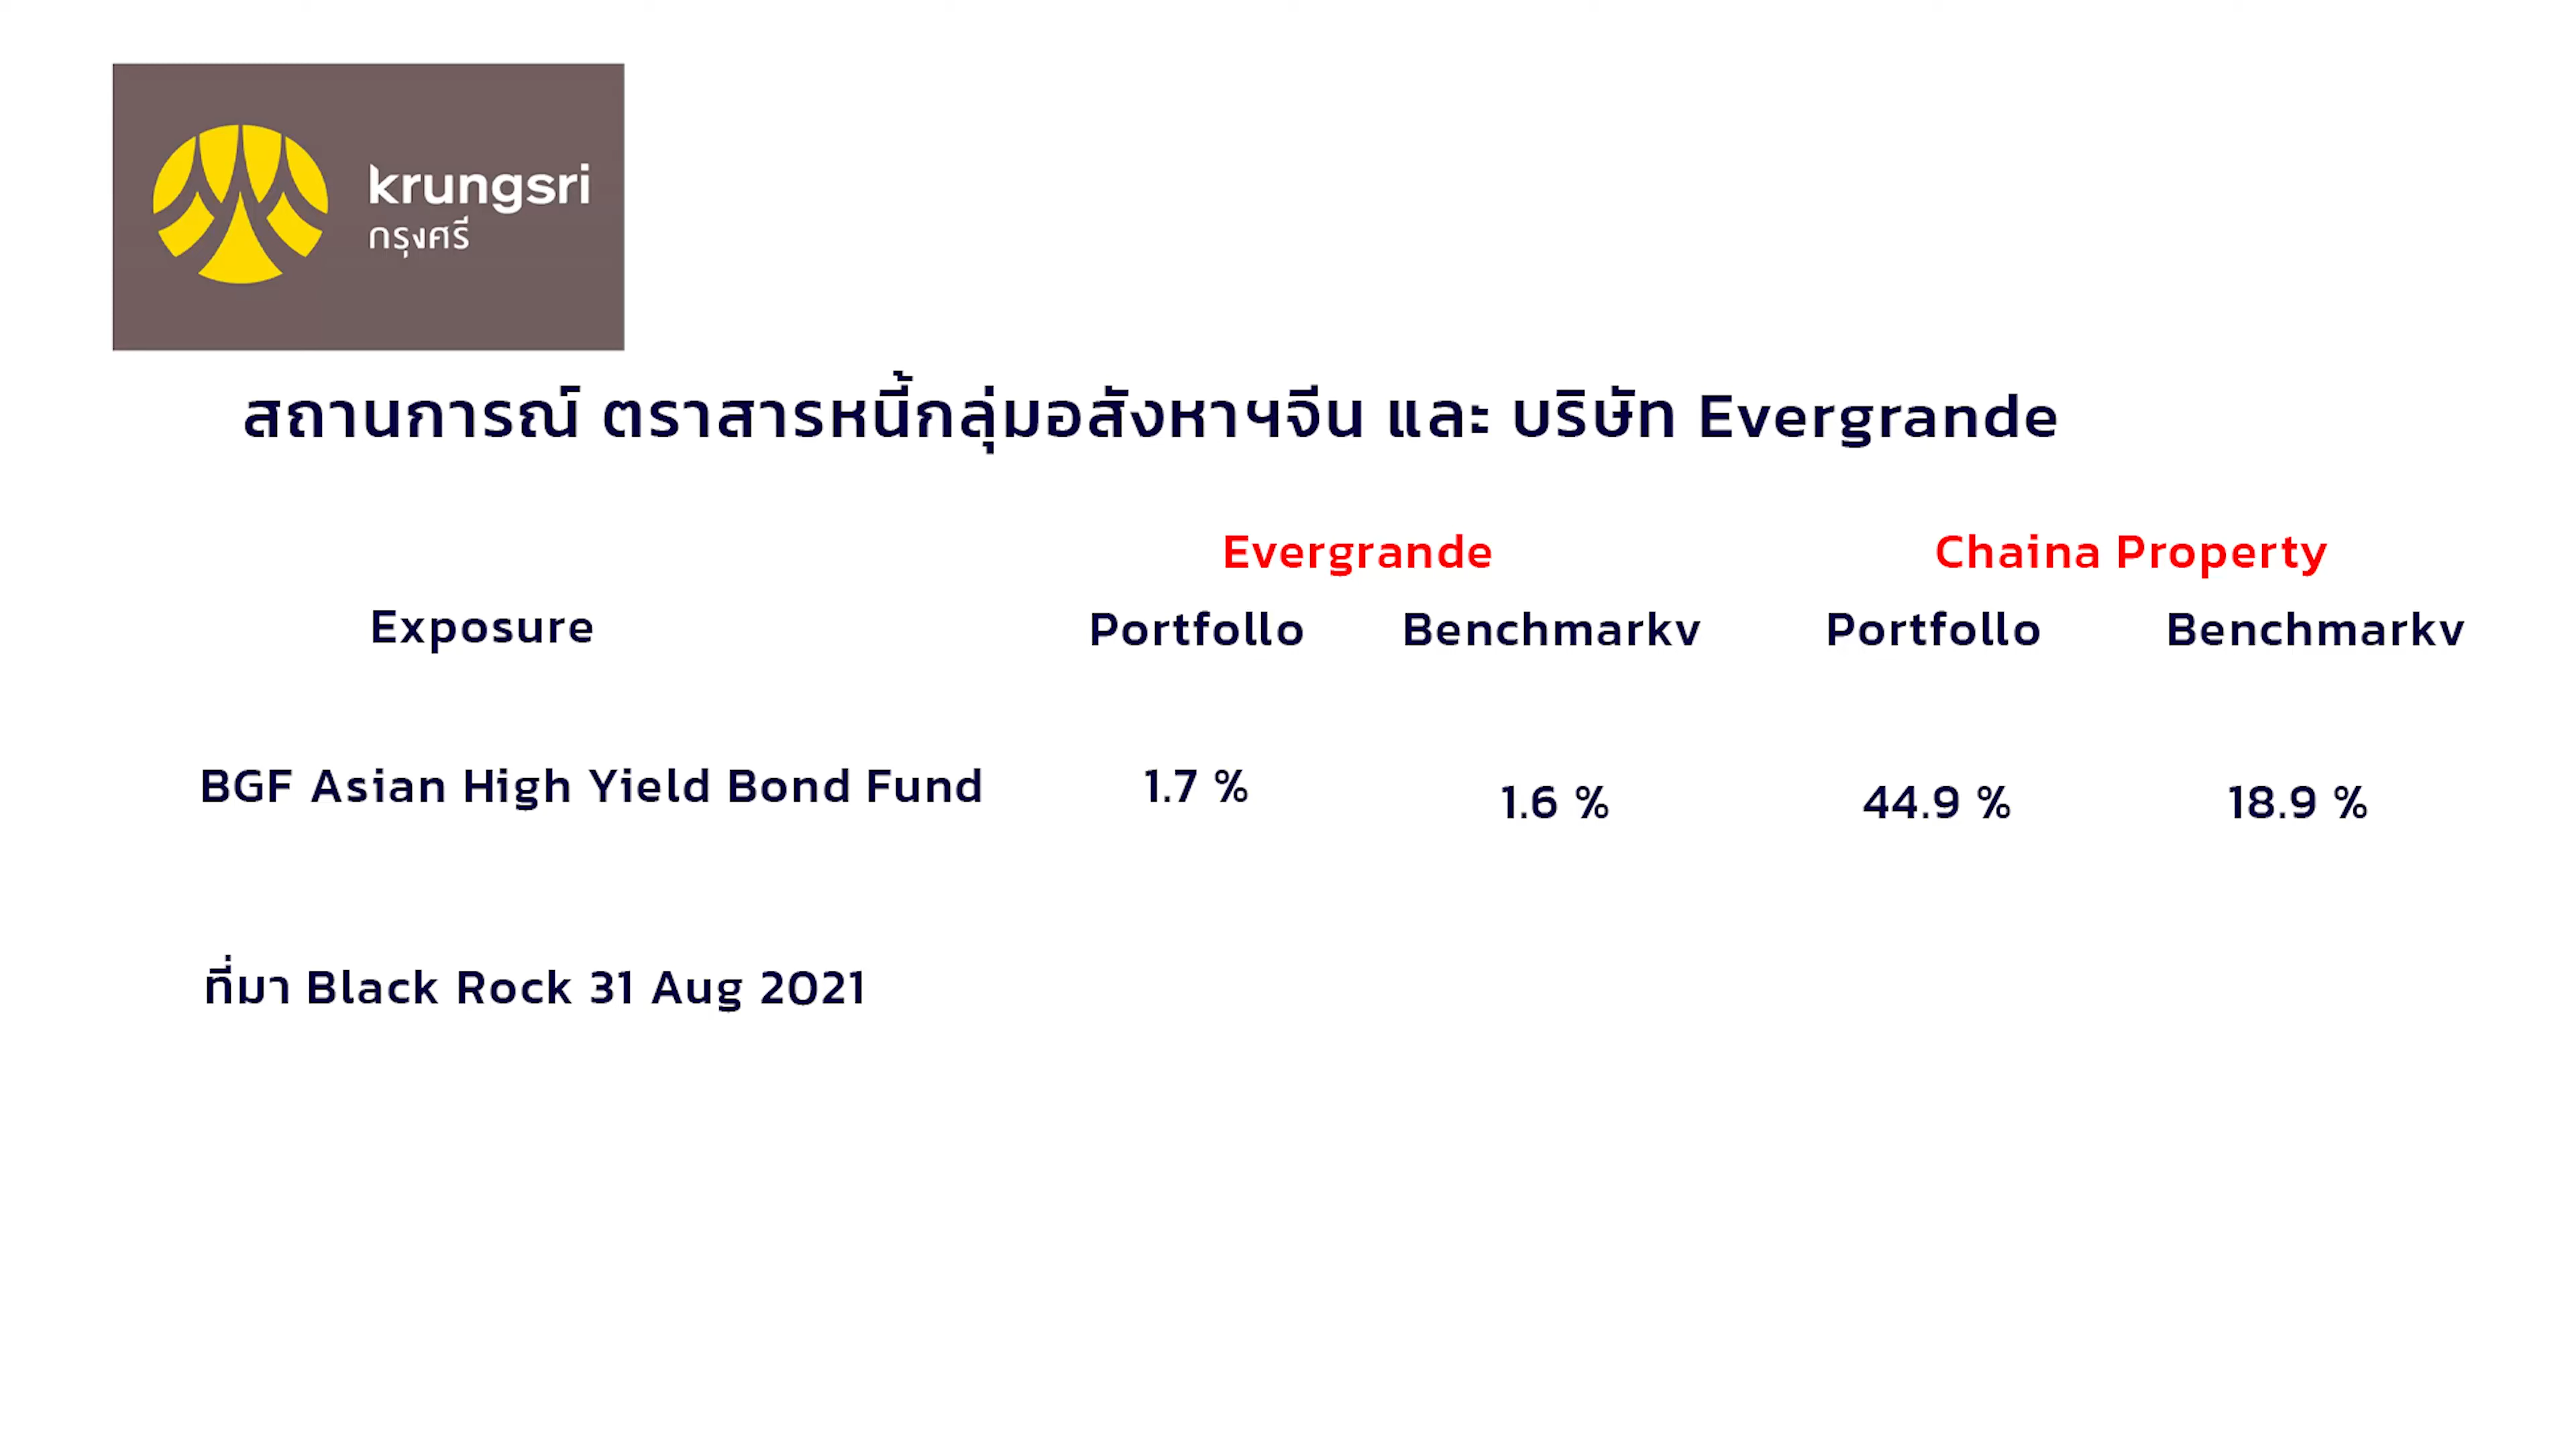 krungsri
กรุงศรี
สถานการณ์ ตราสารหนี้กลุ่มอสังหาฯจีน และ บริษัท Evergrande
Evergrande Chaina Property
Exposure Portfollo Benchmarkv Portfollo Benchmarkv
BGF Asian High Yield Bond Fund 1.7 % 1.6 % 44.9 % 18.9 %
ที่มา Black Rock 31 Aug 2021